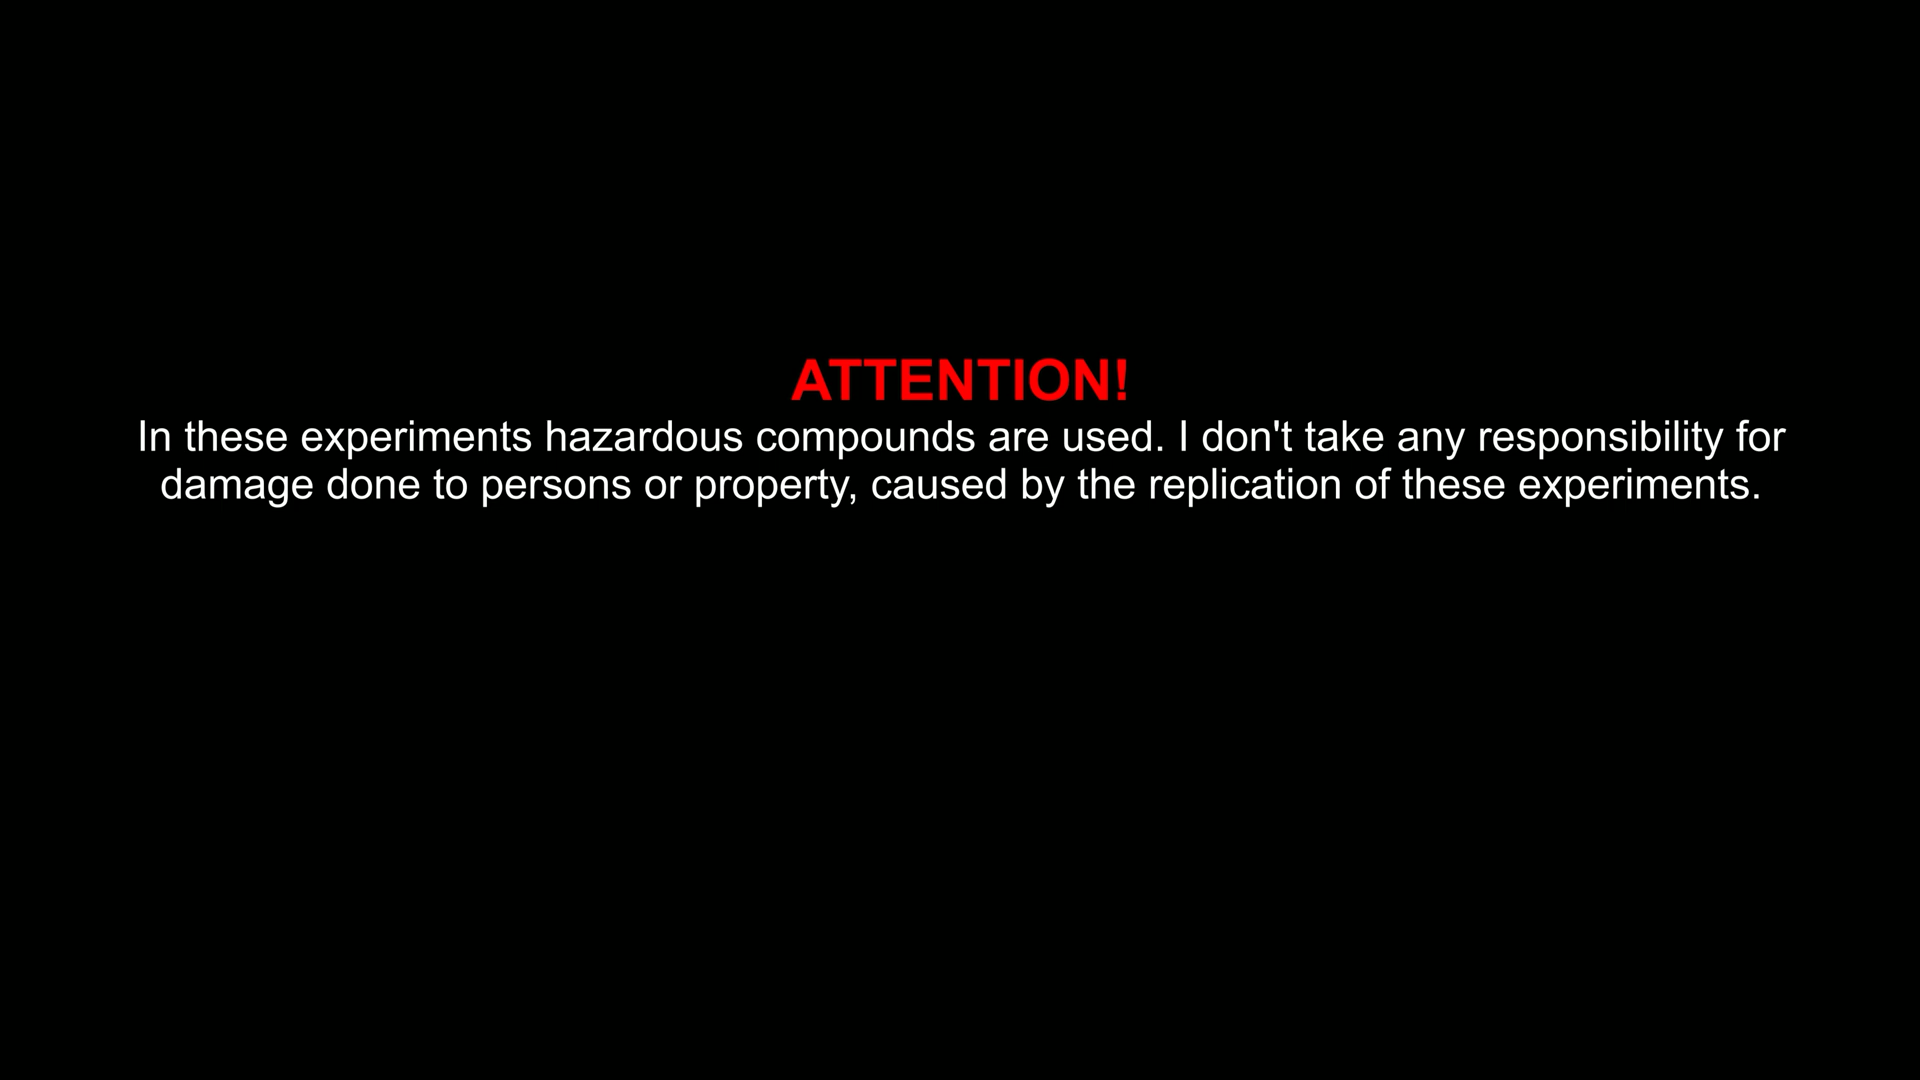 ATTENTION!
In these experiments hazardous compounds are used. I don't take any responsibility for
damage done to persons or property, caused by the replication of these experiments.